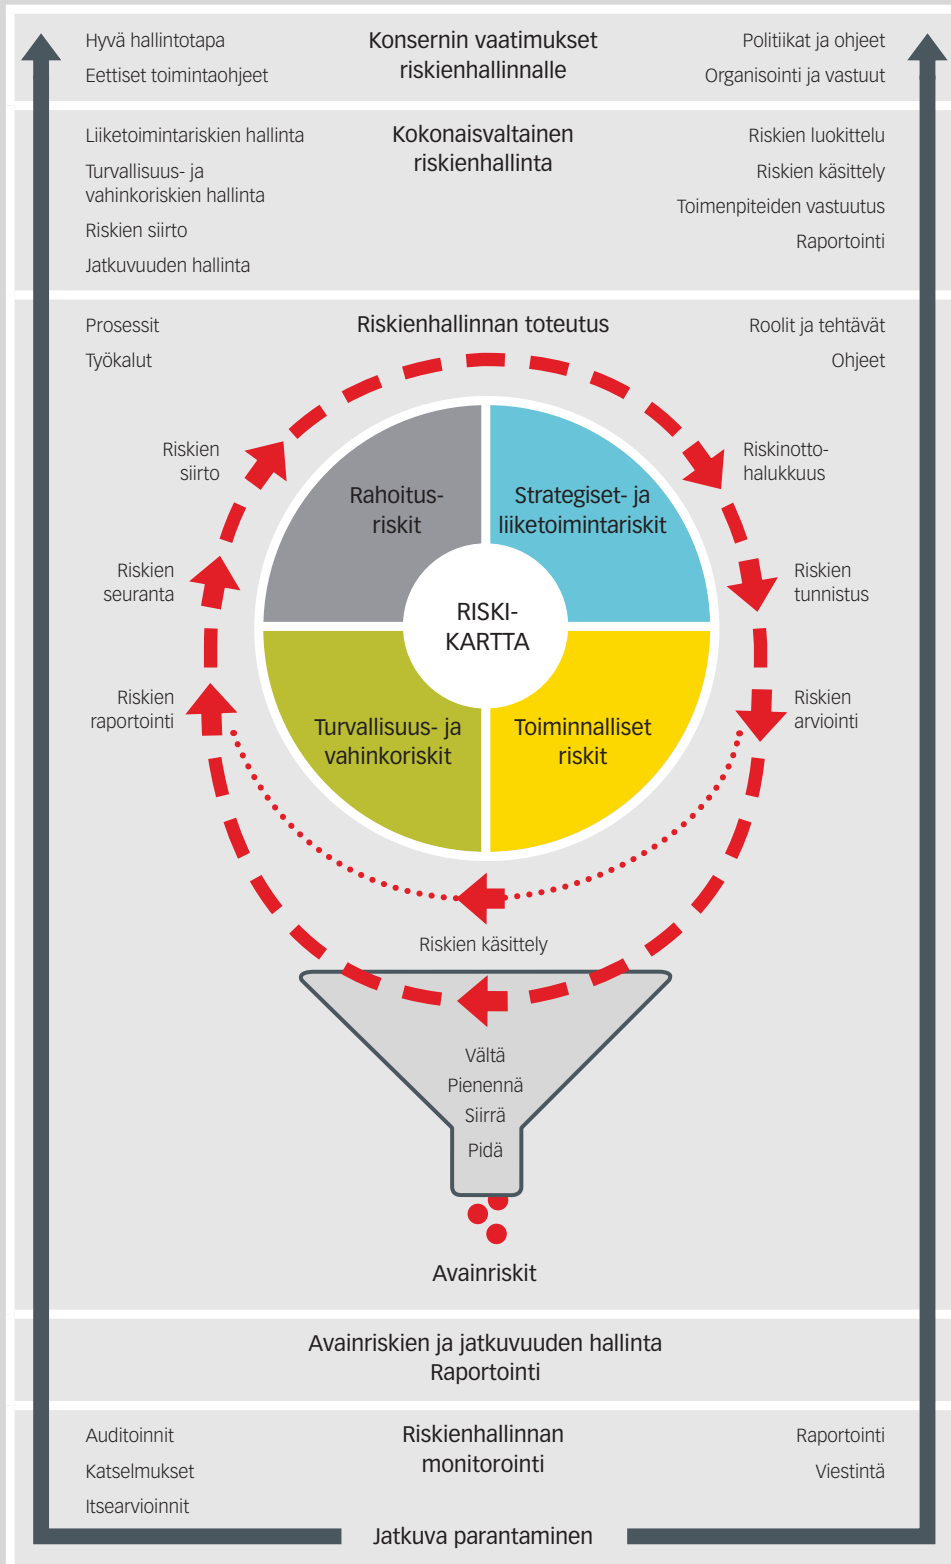 Hyvä hallintotapa
Eettiset toimintaohjeet
Konsernin vaatimukset
riskienhallinnalle
Politiikat ja ohjeet
Organisointi ja vastuut
Liiketoimintariskien hallinta
Turvallisuus- ja
vahinkoriskien hallinta
Riskien siirto
Jatkuvuuden hallinta
Kokonaisvaltainen
riskienhallinta
Riskien luokittelu
Riskien käsittely
Toimenpiteiden vastuutus
Raportointi
Prosessit
Työkalut
Riskienhallinnan toteutus
Roolit ja tehtävät
Ohjeet
Riskien
siirto
Riskinotto-
halukkuus
Rahoitus-
riskit
Strategiset- ja
liiketoimintariskit
Riskien
seuranta
Riskien
tunnistus
RISKI-
KARTTA
Riskien
raportointi
Riskien
arviointi
Turvallisuus- ja
vahinkoriskit
Toiminnalliset
riskit
Riskien käsittely
Vältä
Pienennä
Siirrä
Pidä
Avainriskit
Avainriskien ja jatkuvuuden hallinta
Raportointi
Auditoinnit
Katselmukset
Itsearvioinnit
Riskienhallinnan
monitorointi
Raportointi
Viestintä
Jatkuva parantaminen